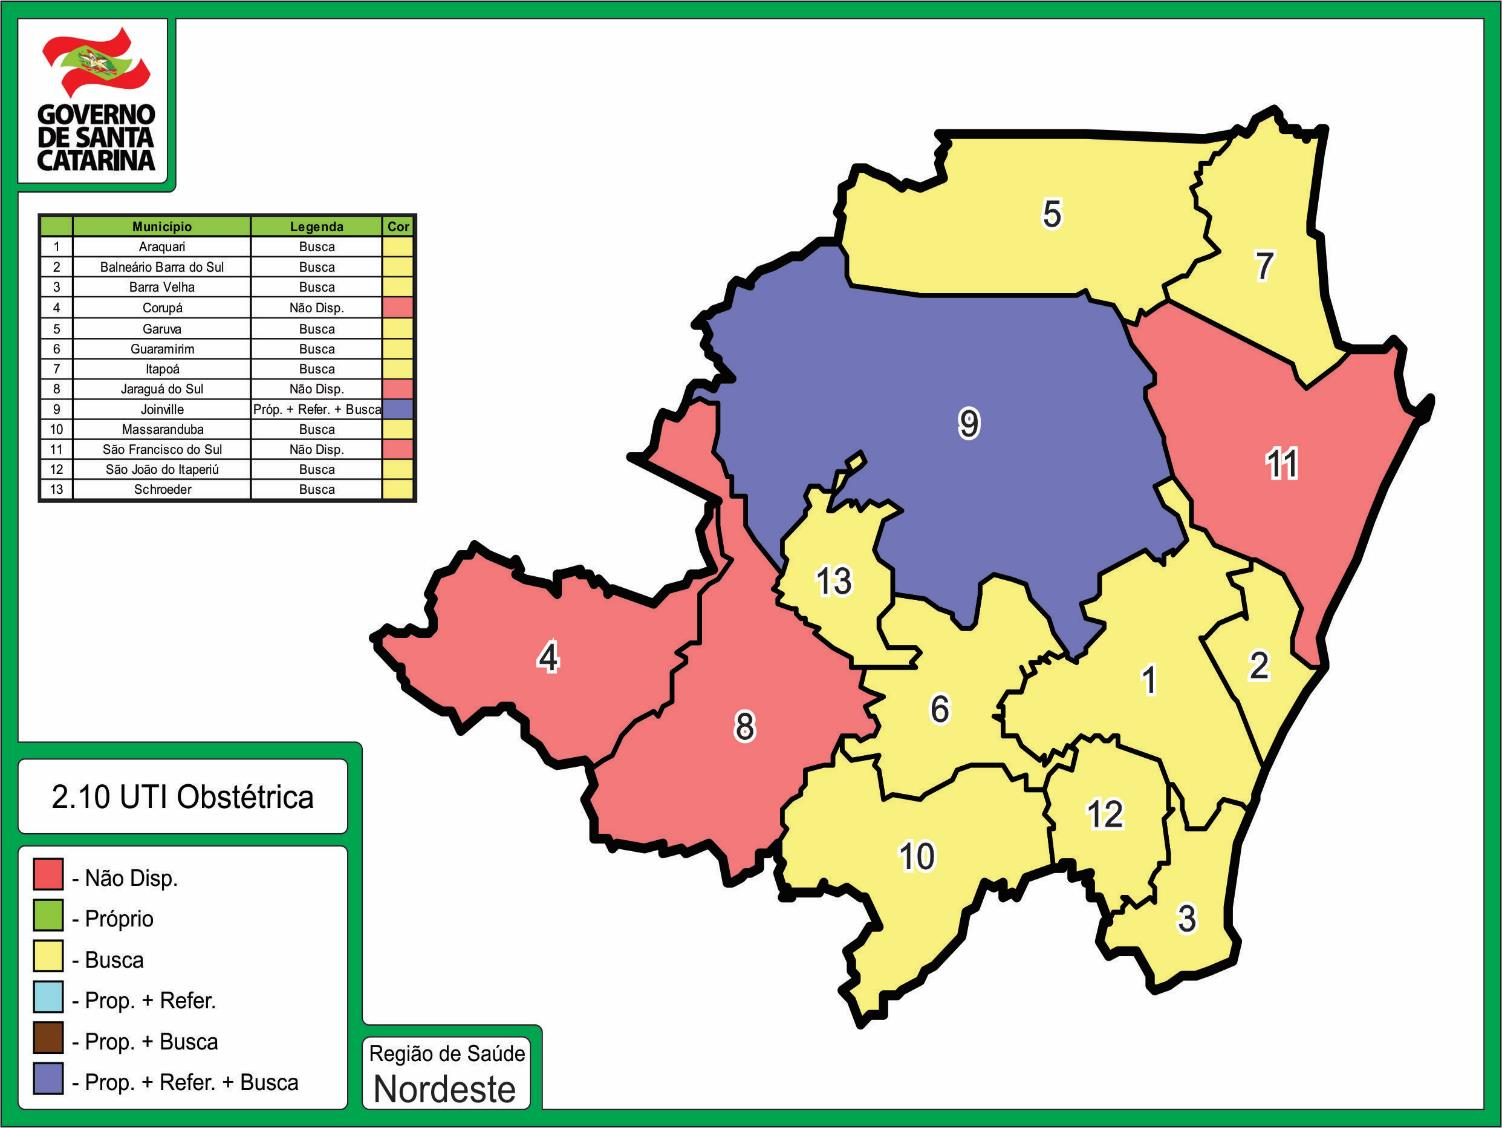 GOVERNO
DE SANTA
CATARINA
Município Legenda Cor
1 Araquari Busca
2 Balneário Barra do Sul Busca
3 Barra Velha Busca
4 Corupá Não Disp.
5 Garuva Busca
6 Guaramirim Busca
7 Itapoá Busca
8 Jaraguá do Sul Não Disp.
9 Joinville Próp. + Refer. + Busca
10 Massaranduba Busca
11 São Francisco do Sul Não Disp.
12 São João do Itaperiú Busca
13 Schroeder Busca
5
7
9
11
13
4
2
1
6
8
12
10
3
2.10 UTI Obstétrica
- Não Disp.
- Próprio
- Busca
- Prop. + Refer.
- Prop. + Busca
- Prop. + Refer. + Busca
Região de Saúde
Nordeste